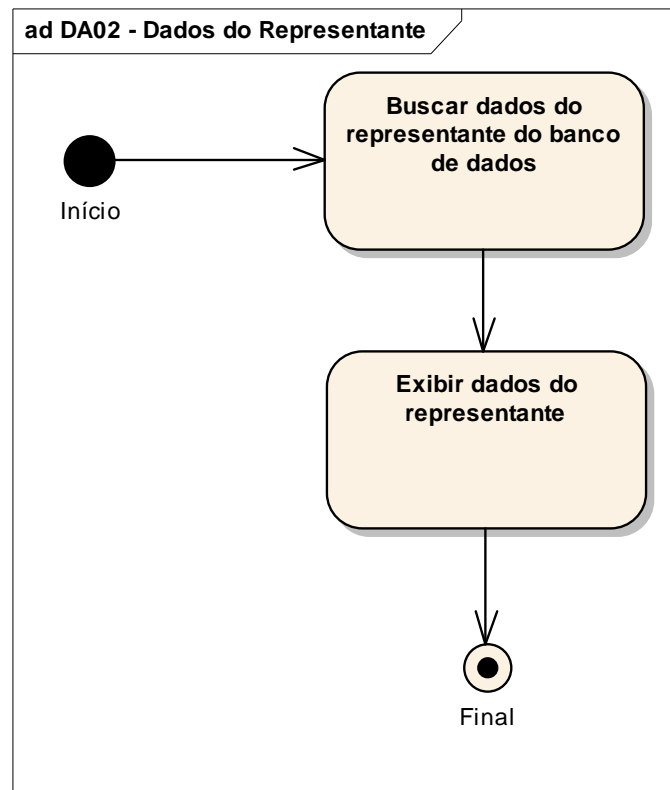 ad DA02 - Dados do Representante
Buscar dados do
representante do banco
de dados
Início
Exibir dados do
representante
Final